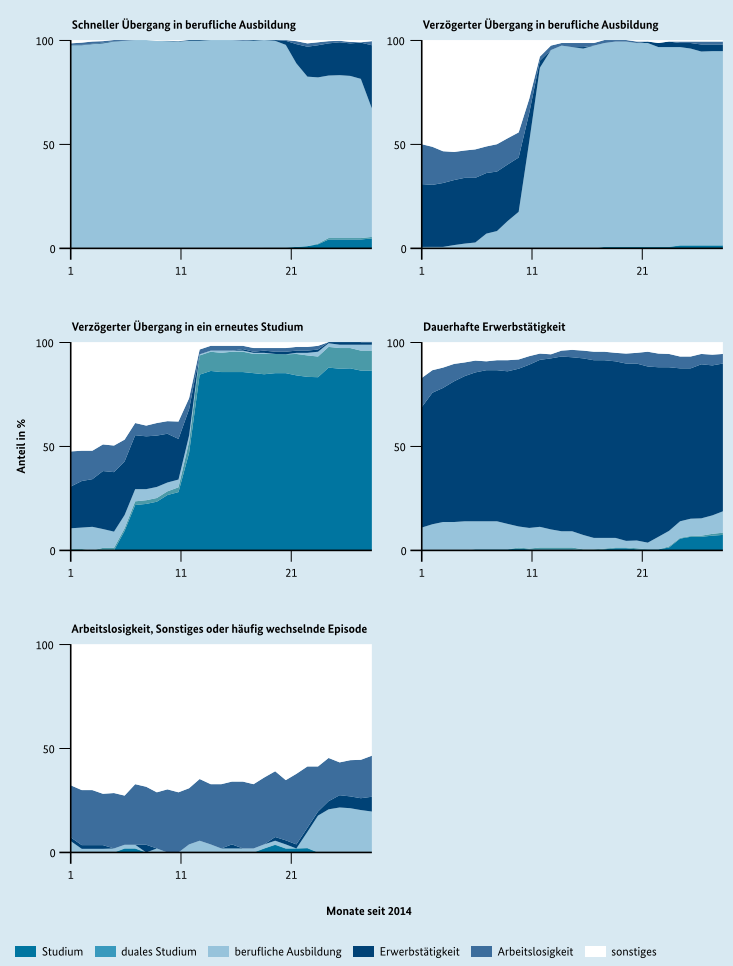 Schneller Übergang in berufliche Ausbildung
100
50
0
1 11 21
Verzögerter Übergang in berufliche Ausbildung
100
50
0
1 11 21
Verzögerter Übergang in ein erneutes Studium
100
50
0
1 11 21
Anteil in %
Dauerhafte Erwerbstätigkeit
100
50
0
1 11 21
Arbeitslosigkeit, Sonstiges oder häufig wechselnde Episode
100
50
0
1 11 21
Monate seit 2014
Studium duales Studium berufliche Ausbildung Erwerbstätigkeit Arbeitslosigkeit sonstiges